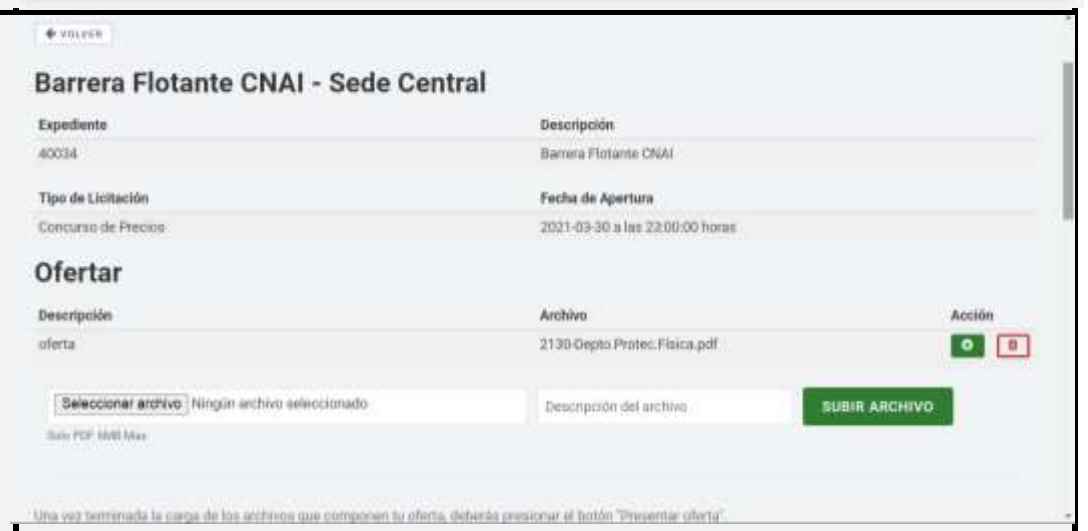 VOLVER
Barrera Flotante CNAI - Sede Central
Expediente Descripción
40034 Barrera Flotante CNAI
Tipo de Licitación Fecha de Apertura
Concurso de Precios 2021-03-30 a las 22:00:00 horas
Ofertar
Descripción Archivo Acción
oferta 2130-Depto.Protec.Física.pdf
Seleccionar archivo Ningún archivo seleccionado Descripción del archivo SUBIR ARCHIVO
Solo PDF Max
Una vez terminada la carga de los archivos que componen tu oferta, deberás presionar el botón "Presentar oferta".